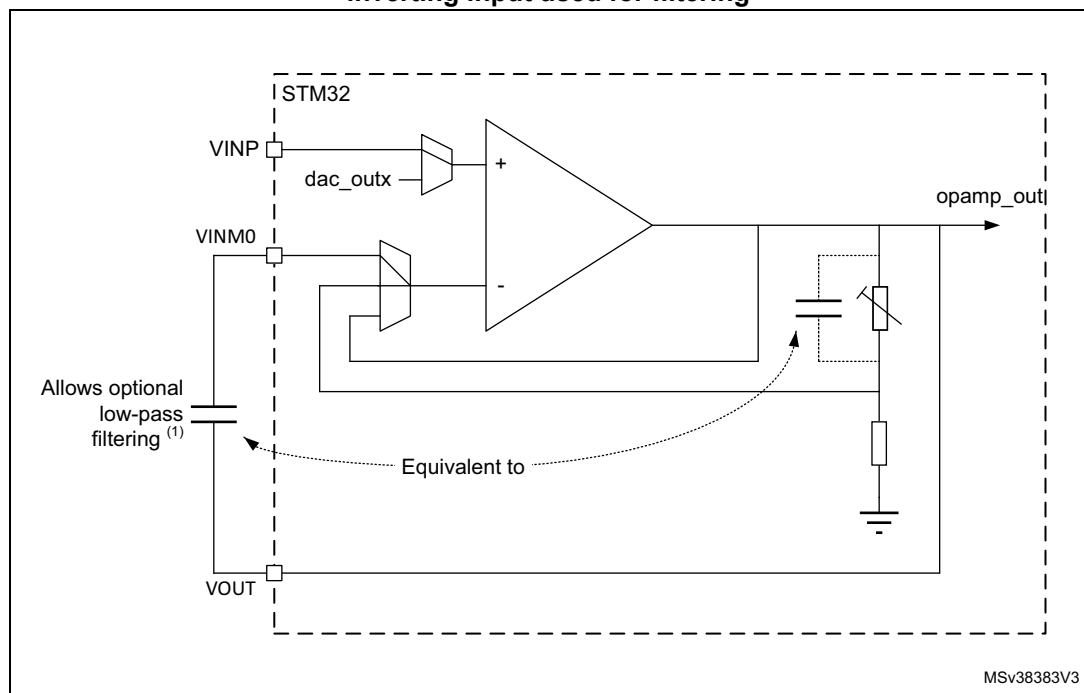 Inverting input used for filtering
STM32
VINP
dac_outx
+
opamp_out
VINM0
-
Allows optional
low-pass
filtering (1)
Equivalent to
VOUT
MSv38383V3